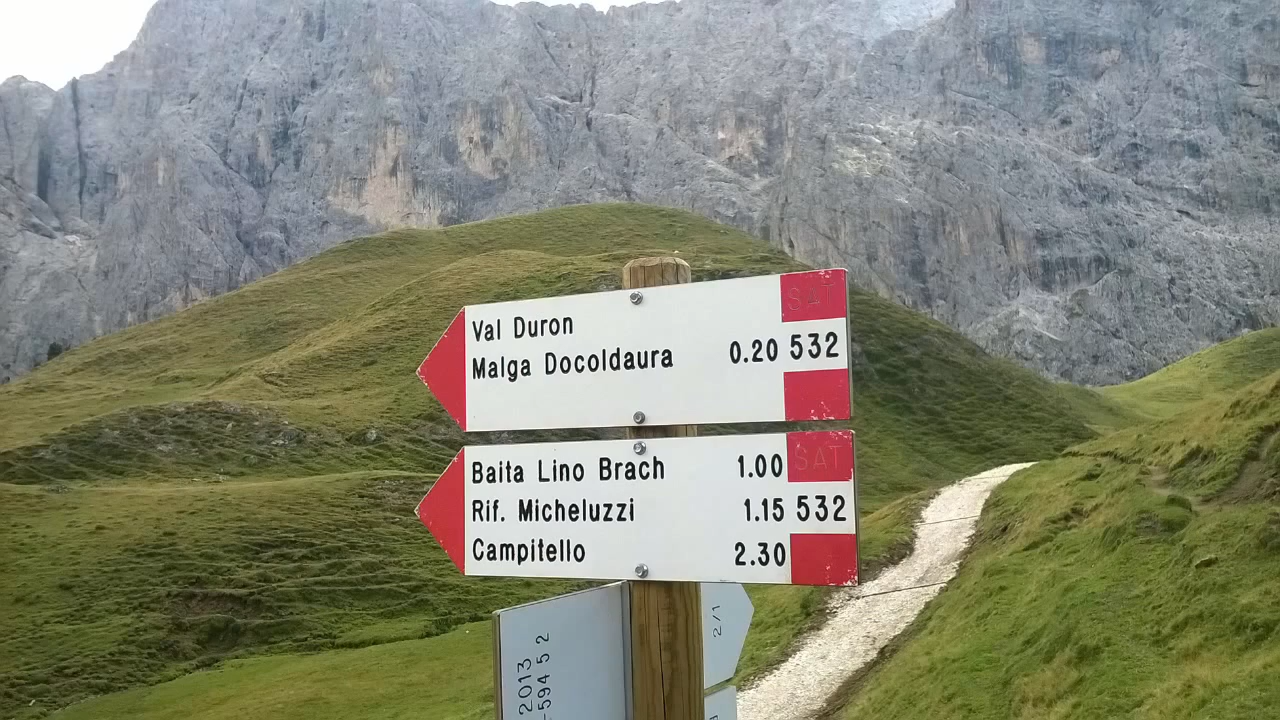 SAT
Val Duron
Malga Docoldaura 0.20 532
Baita Lino Brach 1.00 SAT
Rif. Micheluzzi 1.15 532
Campitello 2.30
2013
-594 5 2
2/1